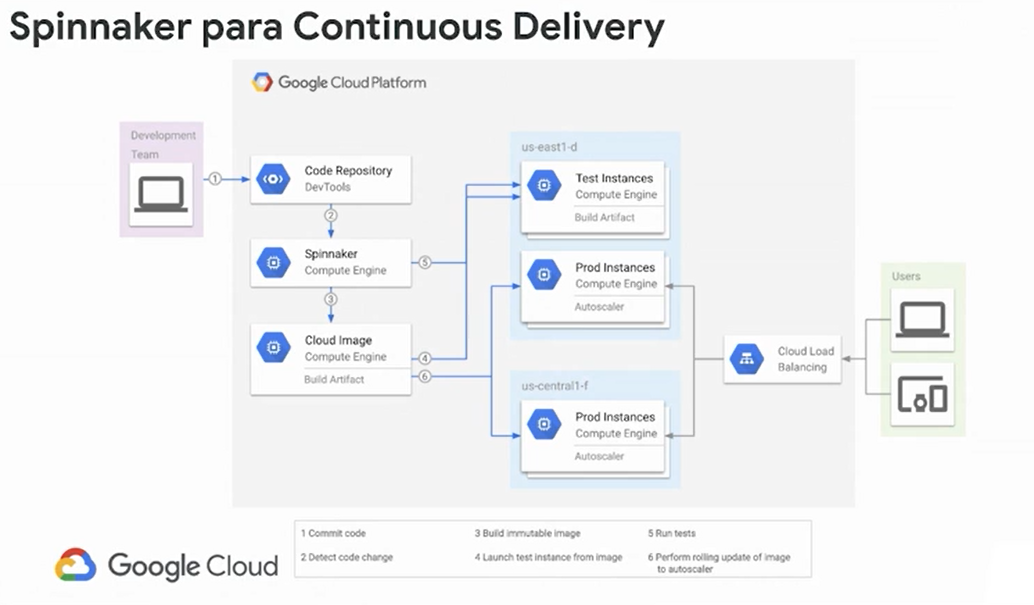 Spinnaker para Continuous Delivery
Google Cloud Platform
Development
Team
1
Code Repository
DevTools
2
Spinnaker
Compute Engine
5
3
Cloud Image
Compute Engine
Build Artifact
4
6
us-east1-d
Test Instances
Compute Engine
Build Artifact
Prod Instances
Compute Engine
Autoscaler
us-central1-f
Prod Instances
Compute Engine
Autoscaler
Cloud Load
Balancing
Users
1 Commit code
2 Detect code change
3 Build immutable image
4 Launch test instance from image
5 Run tests
6 Perform rolling update of image
to autoscaler
Google Cloud